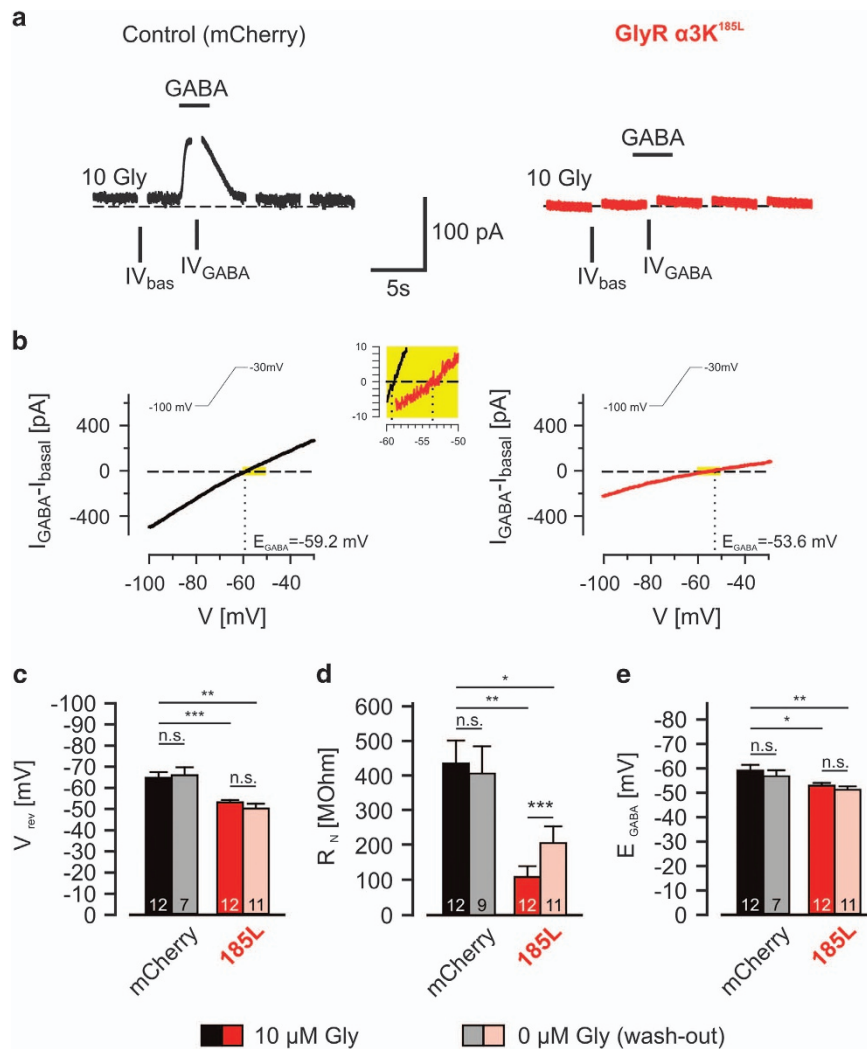 a
Control (mCherry)
GlyR α3K185L
GABA
10 Gly
IVbas
IVGABA
100 pA
5s
GABA
10 Gly
IVbas
IVGABA
b
-30mV
-100 mV
400
0
-400
IGABA-Ibasal [pA]
EGABA=-59.2 mV
-100 -80 -60 -40
V [mV]
10
0
-10
-60 -55 -50
-30mV
-100 mV
400
0
-400
IGABA-Ibasal [pA]
EGABA=-53.6 mV
-100 -80 -60 -40
V [mV]
c
-100
-90
-80
-70
-60
-50
-40
-30
-20
-10
0
V rev [mV]
**
***
n.s.
n.s.
12 7 12 11
mCherry
185L
d
600
500
400
300
200
100
0
R N [MOhm]
*
**
n.s.
***
12 9 12 11
mCherry
185L
e
-80
-70
-60
-50
-40
-30
-20
-10
0
E GABA [mV]
**
*
n.s.
n.s.
12 7 12 11
mCherry
185L
10 µM Gly
0 µM Gly (wash-out)